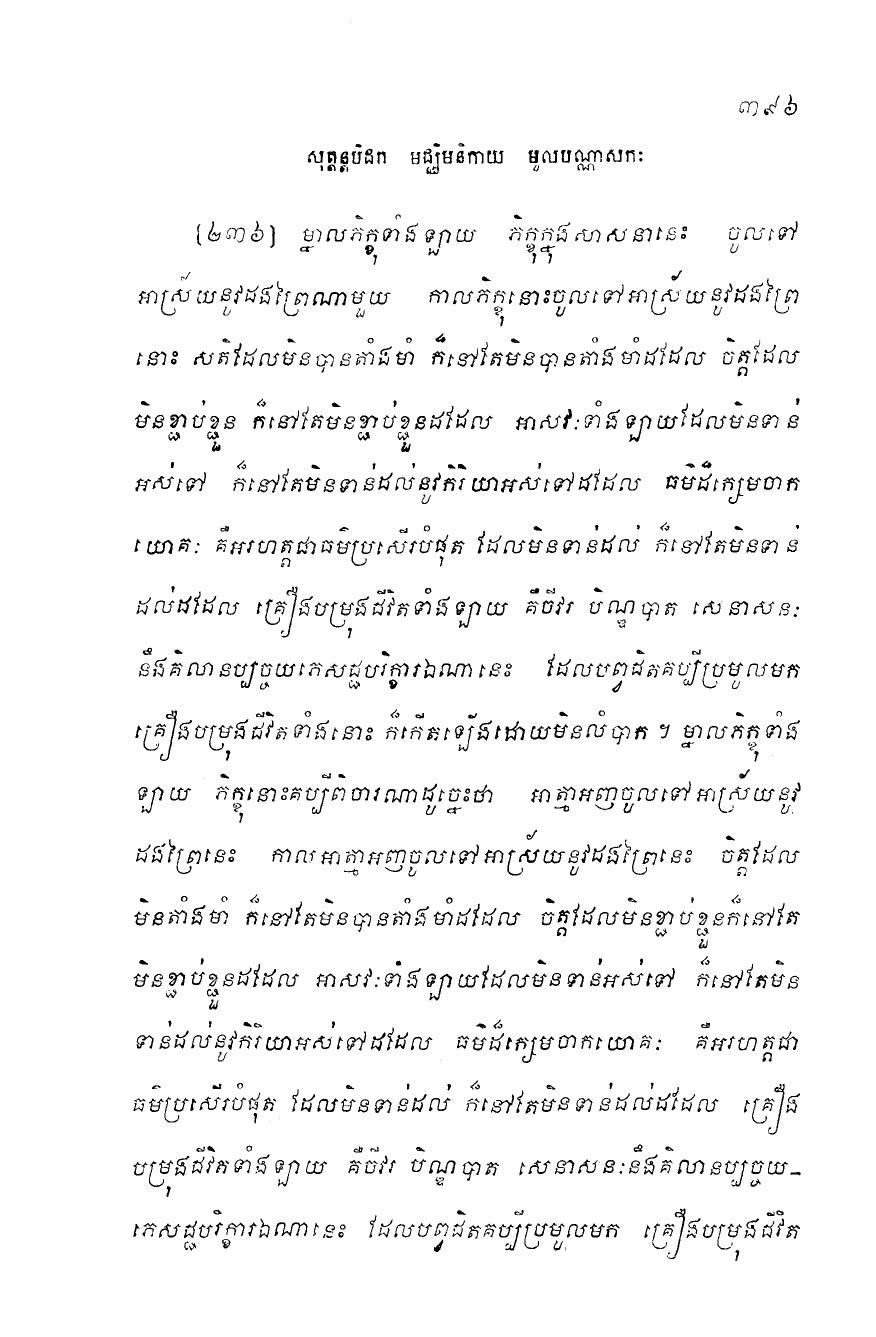 ៣៩៦
សុត្តន្តបិដក មជ្ឈិមនិកាយ មូលបណ្ណាសកៈ
[២៣៦] ម្នាលភិក្ខុទាំងឡាយ ភិក្ខុក្នុងសាសនានេះ ចូលទៅ
អាស្រ័យនូវដងព្រៃណាមួយ កាលភិក្ខុនោះចូលទៅអាស្រ័យនូវដងព្រៃ
នោះ សតិដែលមិនបានតាំងមាំ ក៏នៅតែមិនបានតាំងមាំដដែល ចិត្តដែល
មិនខ្ជាប់ខ្ជួន ក៏នៅតែមិនខ្ជាប់ខ្ជួនដដែល អាសវៈទាំងឡាយដែលមិនទាន់
អស់ទៅ ក៏នៅតែមិនទាន់ដល់នូវកិរិយាអស់ទៅដដែល ធម៌ដ៏ក្សេមចាក
យោគៈ គឺអរហត្តជាធម៌ប្រសើរបំផុត ដែលមិនទាន់ដល់ ក៏នៅតែមិនទាន់
ដល់ដដែល គ្រឿងបម្រុងជីវិតទាំងឡាយ គឺចីវរ បិណ្ឌបាត សេនាសនៈ
នឹងគិលានប្បច្ចយភេសជ្ជបរិក្ខារឯណានេះ ដែលបព្វជិតគប្បីប្រមូលមក
គ្រឿងបម្រុងជីវិតទាំងនោះ ក៏កើតឡើងដោយមិនលំបាក ។ ម្នាលភិក្ខុទាំង
ឡាយ ភិក្ខុនោះគប្បីពិចារណាដូច្នេះថា អាត្មាអញចូលទៅអាស្រ័យនូវ
ដងព្រៃនេះ កាលអាត្មាអញចូលទៅអាស្រ័យនូវដងព្រៃនេះ ចិត្តដែល
មិនតាំងមាំ ក៏នៅតែមិនបានតាំងមាំដដែល ចិត្តដែលមិនខ្ជាប់ខ្ជួនក៏នៅតែ
មិនខ្ជាប់ខ្ជួនដដែល អាសវៈទាំងឡាយដែលមិនទាន់អស់ទៅ ក៏នៅតែមិន
ទាន់ដល់នូវកិរិយាអស់ទៅដដែល ធម៌ដ៏ក្សេមចាកយោគៈ គឺអរហត្តជា
ធម៌ប្រសើរបំផុត ដែលមិនទាន់ដល់ ក៏នៅតែមិនទាន់ដល់ដដែល គ្រឿង
បម្រុងជីវិតទាំងឡាយ គឺចីវរ បិណ្ឌបាត សេនាសនៈនឹងគិលានប្បច្ចយ-
ភេសជ្ជបរិក្ខារឯណានេះ ដែលបព្វជិតគប្បីប្រមូលមក គ្រឿងបម្រុងជីវិត